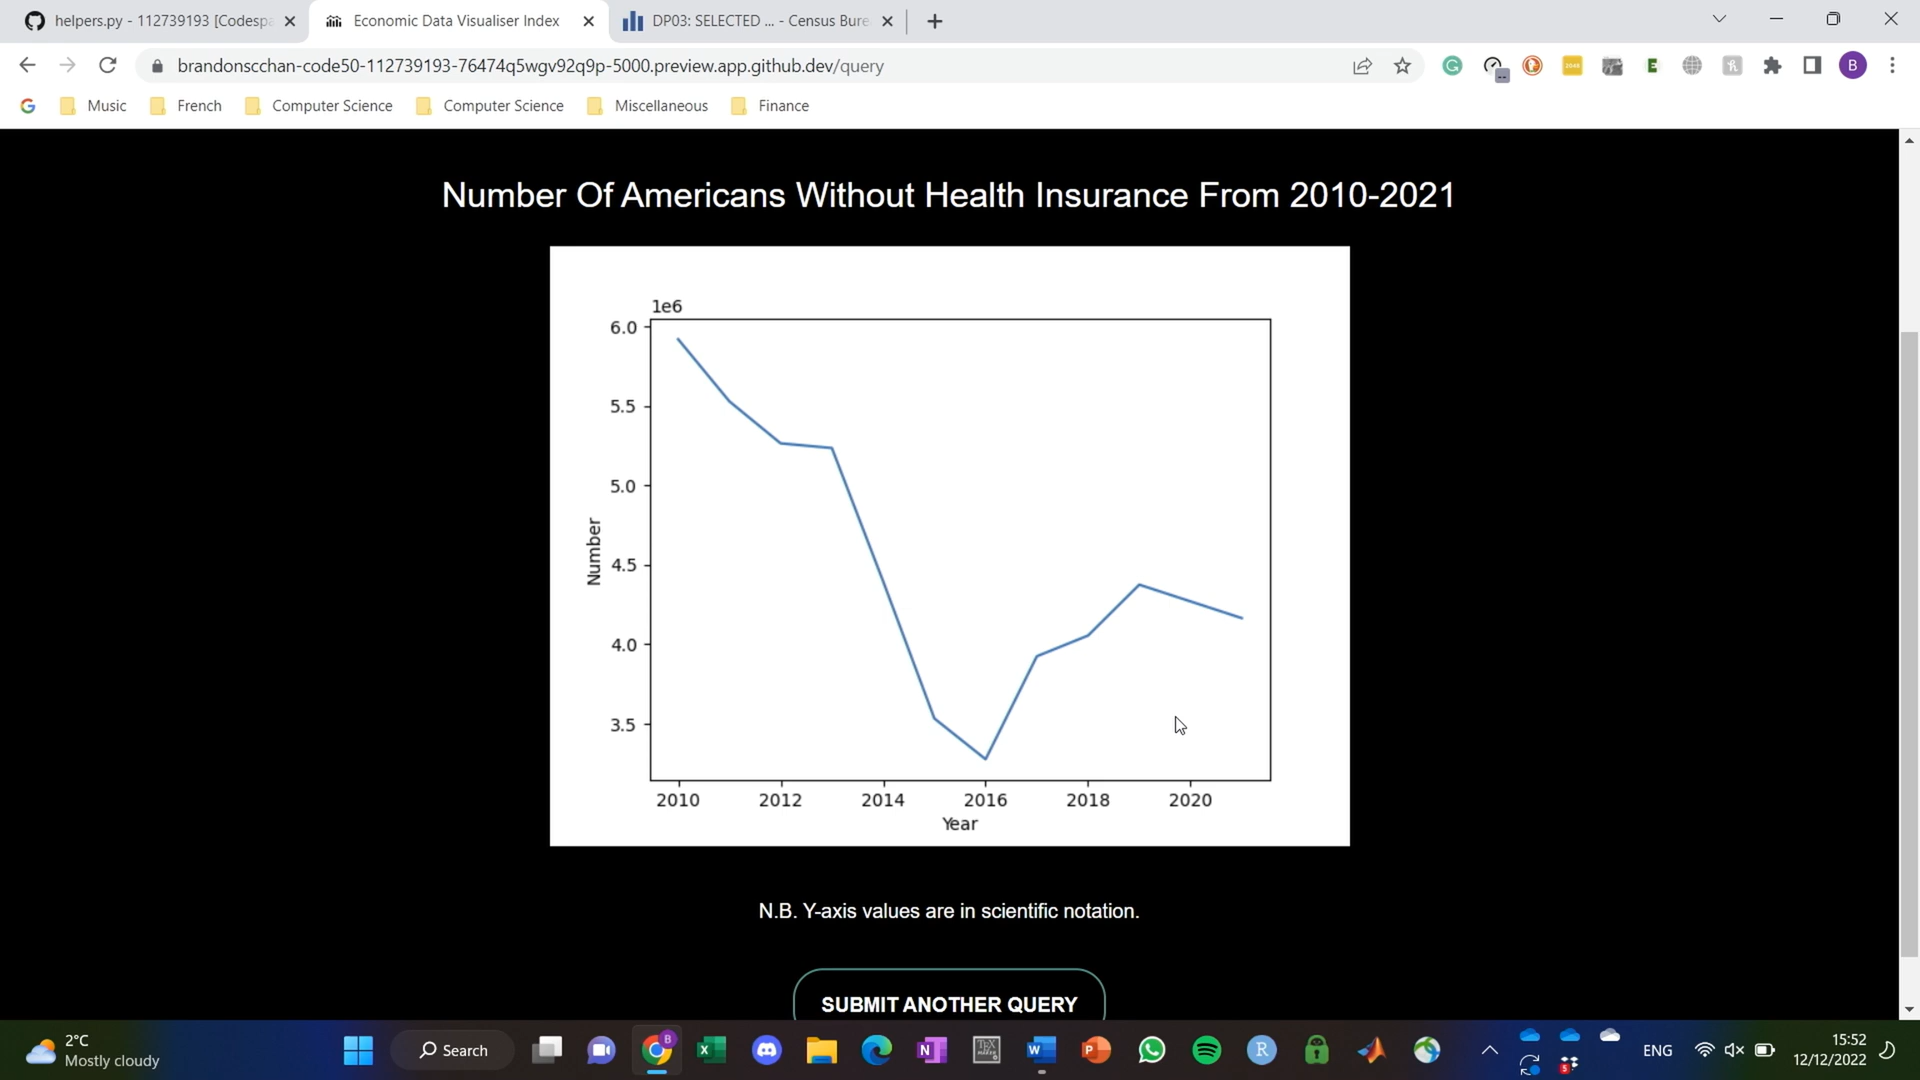 helpers.py - 112739193 [Codespa
Economic Data Visualiser Index
DP03: SELECTED ... - Census Bure
brandonscchan-code50-112739193-76474q5wgv92q9p-5000.preview.app.github.dev/query
B
Music
French
Computer Science
Computer Science
Miscellaneous
Finance
Number Of Americans Without Health Insurance From 2010-2021
1e6
6.0
5.5
5.0
4.5
4.0
3.5
Number
2010 2012 2014 2016 2018 2020
Year
N.B. Y-axis values are in scientific notation.
SUBMIT ANOTHER QUERY
2°C
Mostly cloudy
Search
ENG
15:52
12/12/2022